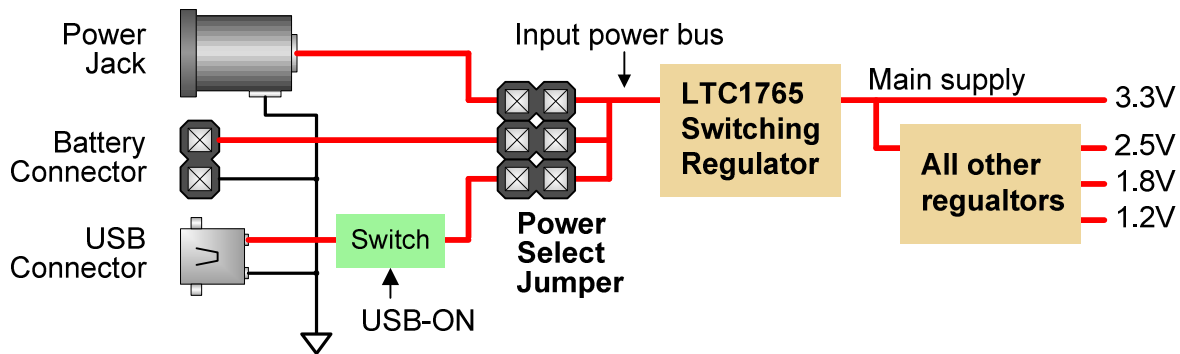 Power
Jack
Battery
Connector
USB
Connector
Switch
USB-ON
Power
Select
Jumper
Input power bus
LTC1765
Switching
Regulator
Main supply
All other
regualtors
3.3V
2.5V
1.8V
1.2V